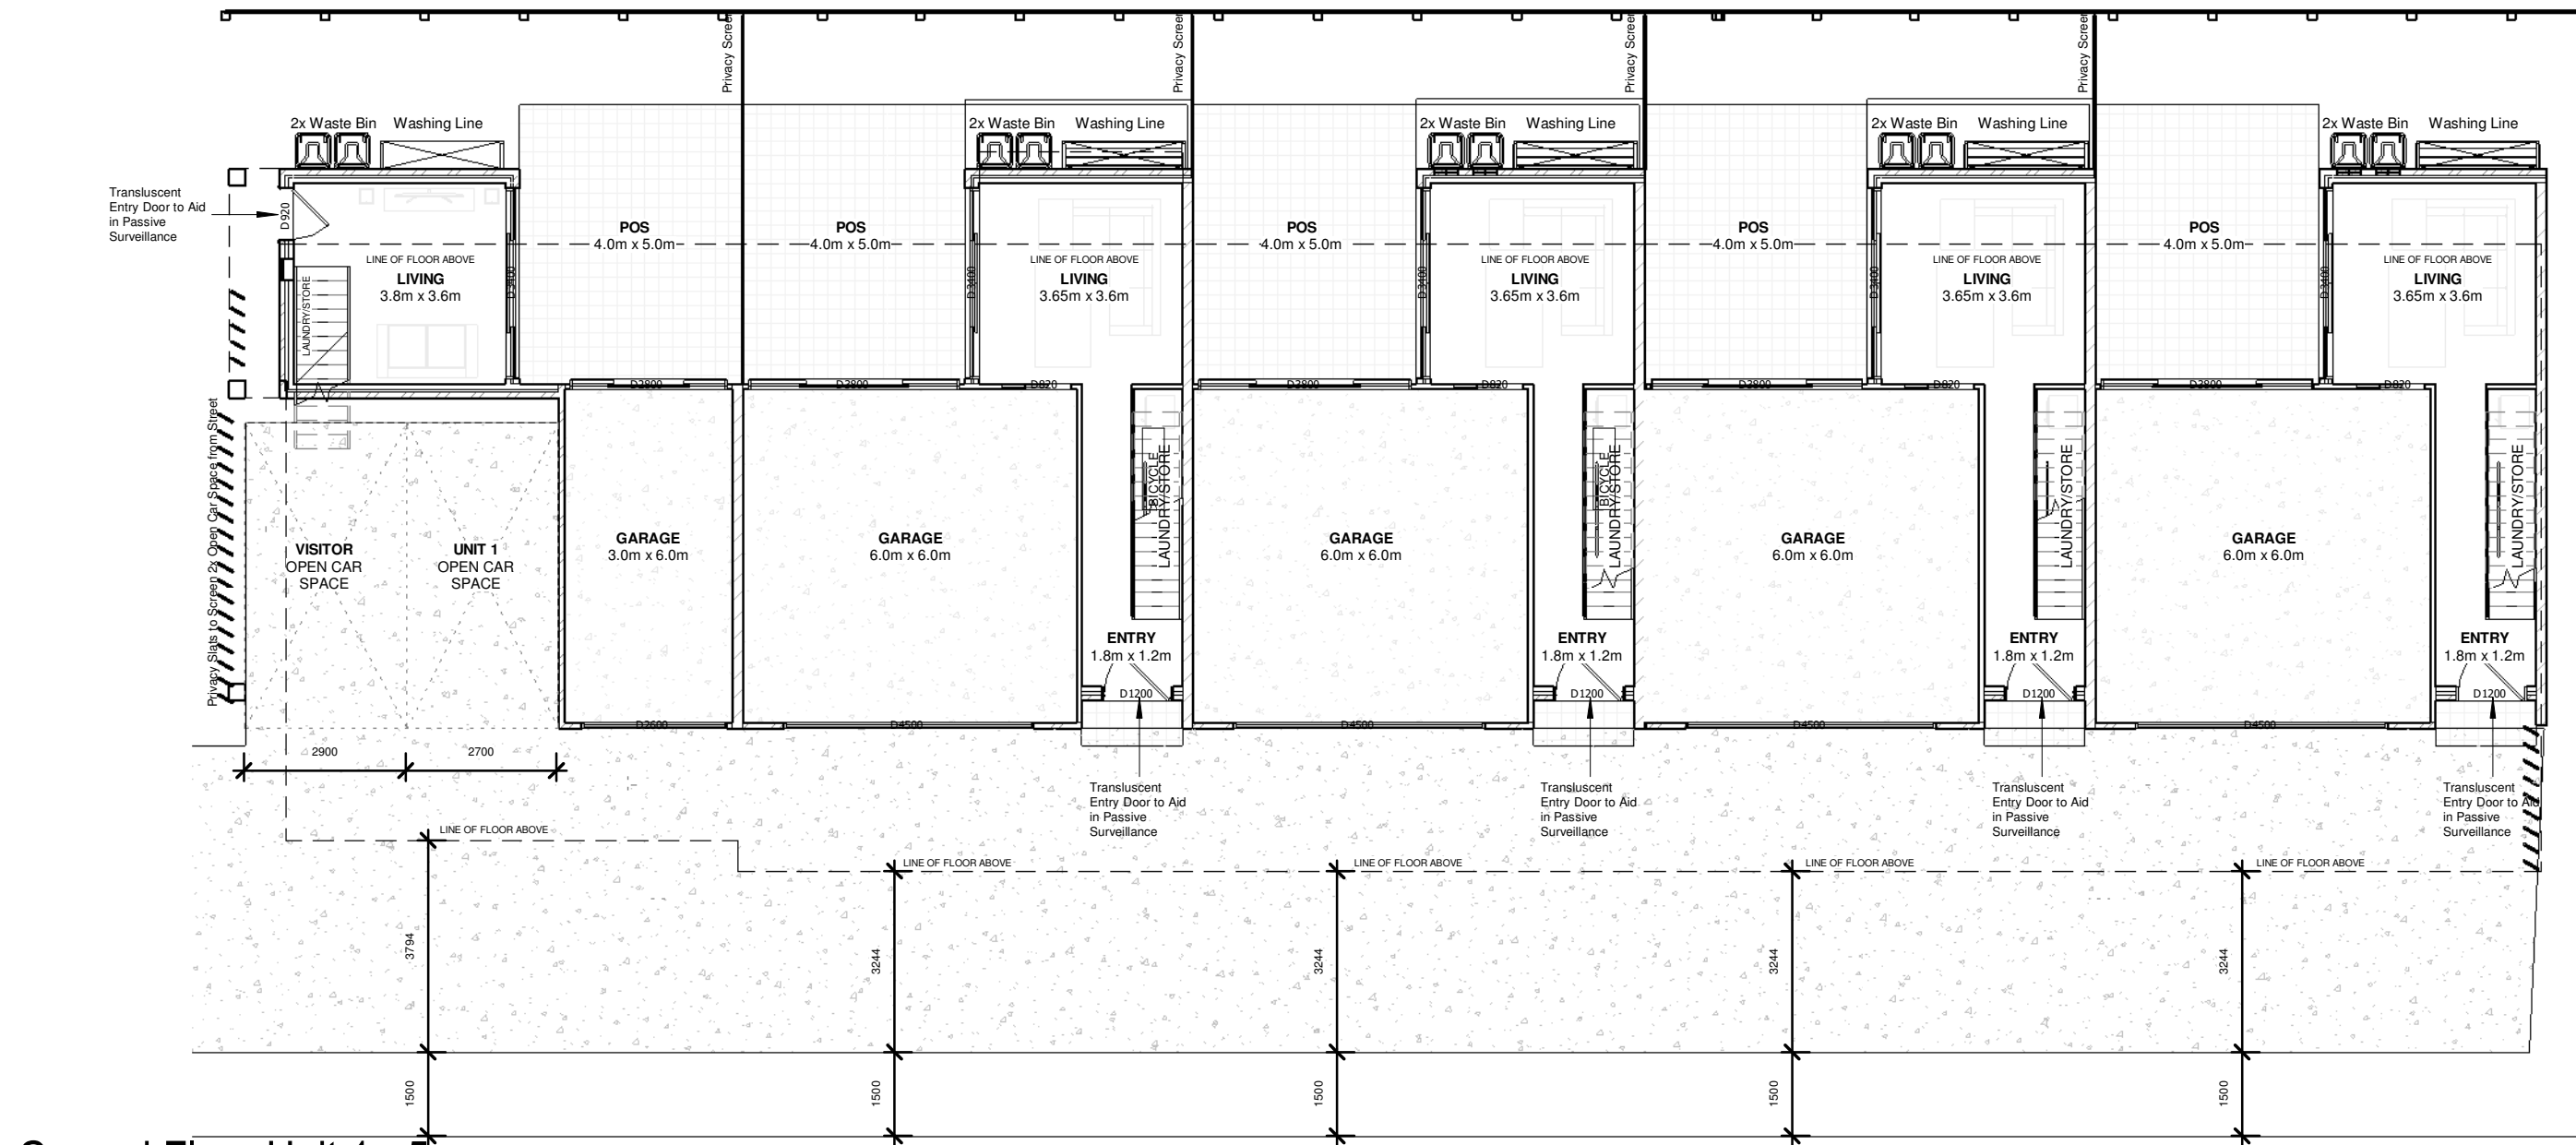 Privacy Screen
Privacy Screen
Privacy Screen
Privacy Screen
2x Waste Bin
Washing Line
2x Waste Bin
Washing Line
2x Waste Bin
Washing Line
2x Waste Bin
Washing Line
2x Waste Bin
Washing Line
Transluscent
Entry Door to Aid
in Passive
Surveillance
D920
LINE OF FLOOR ABOVE
LIVING
3.8m x 3.6m
LAUNDRY/STORE
D3400
POS
4.0m x 5.0m
POS
4.0m x 5.0m
D3400
LINE OF FLOOR ABOVE
LIVING
3.65m x 3.6m
POS
4.0m x 5.0m
D3400
LINE OF FLOOR ABOVE
LIVING
3.65m x 3.6m
POS
4.0m x 5.0m
D3400
LINE OF FLOOR ABOVE
LIVING
3.65m x 3.6m
POS
4.0m x 5.0m
D3400
LINE OF FLOOR ABOVE
LIVING
3.65m x 3.6m
D2800
D2800
D820
D2800
D820
D2800
D820
D2800
D820
Privacy Slats to Screen 2x Open Car Space from Street
VISITOR
OPEN CAR
SPACE
UNIT 1
OPEN CAR
SPACE
GARAGE
3.0m x 6.0m
GARAGE
6.0m x 6.0m
BICYCLE
LAUNDRY/STORE
GARAGE
6.0m x 6.0m
BICYCLE
LAUNDRY/STORE
GARAGE
6.0m x 6.0m
LAUNDRY/STORE
GARAGE
6.0m x 6.0m
LAUNDRY/STORE
ENTRY
1.8m x 1.2m
ENTRY
1.8m x 1.2m
ENTRY
1.8m x 1.2m
ENTRY
1.8m x 1.2m
D1200
D1200
D1200
D1200
D2600
D4500
D4500
D4500
D4500
2900
2700
Transluscent
Entry Door to Aid
in Passive
Surveillance
Transluscent
Entry Door to Aid
in Passive
Surveillance
Transluscent
Entry Door to Aid
in Passive
Surveillance
Transluscent
Entry Door to Aid
in Passive
Surveillance
LINE OF FLOOR ABOVE
LINE OF FLOOR ABOVE
LINE OF FLOOR ABOVE
LINE OF FLOOR ABOVE
LINE OF FLOOR ABOVE
3794
3244
3244
3244
3244
1500
1500
1500
1500
1500